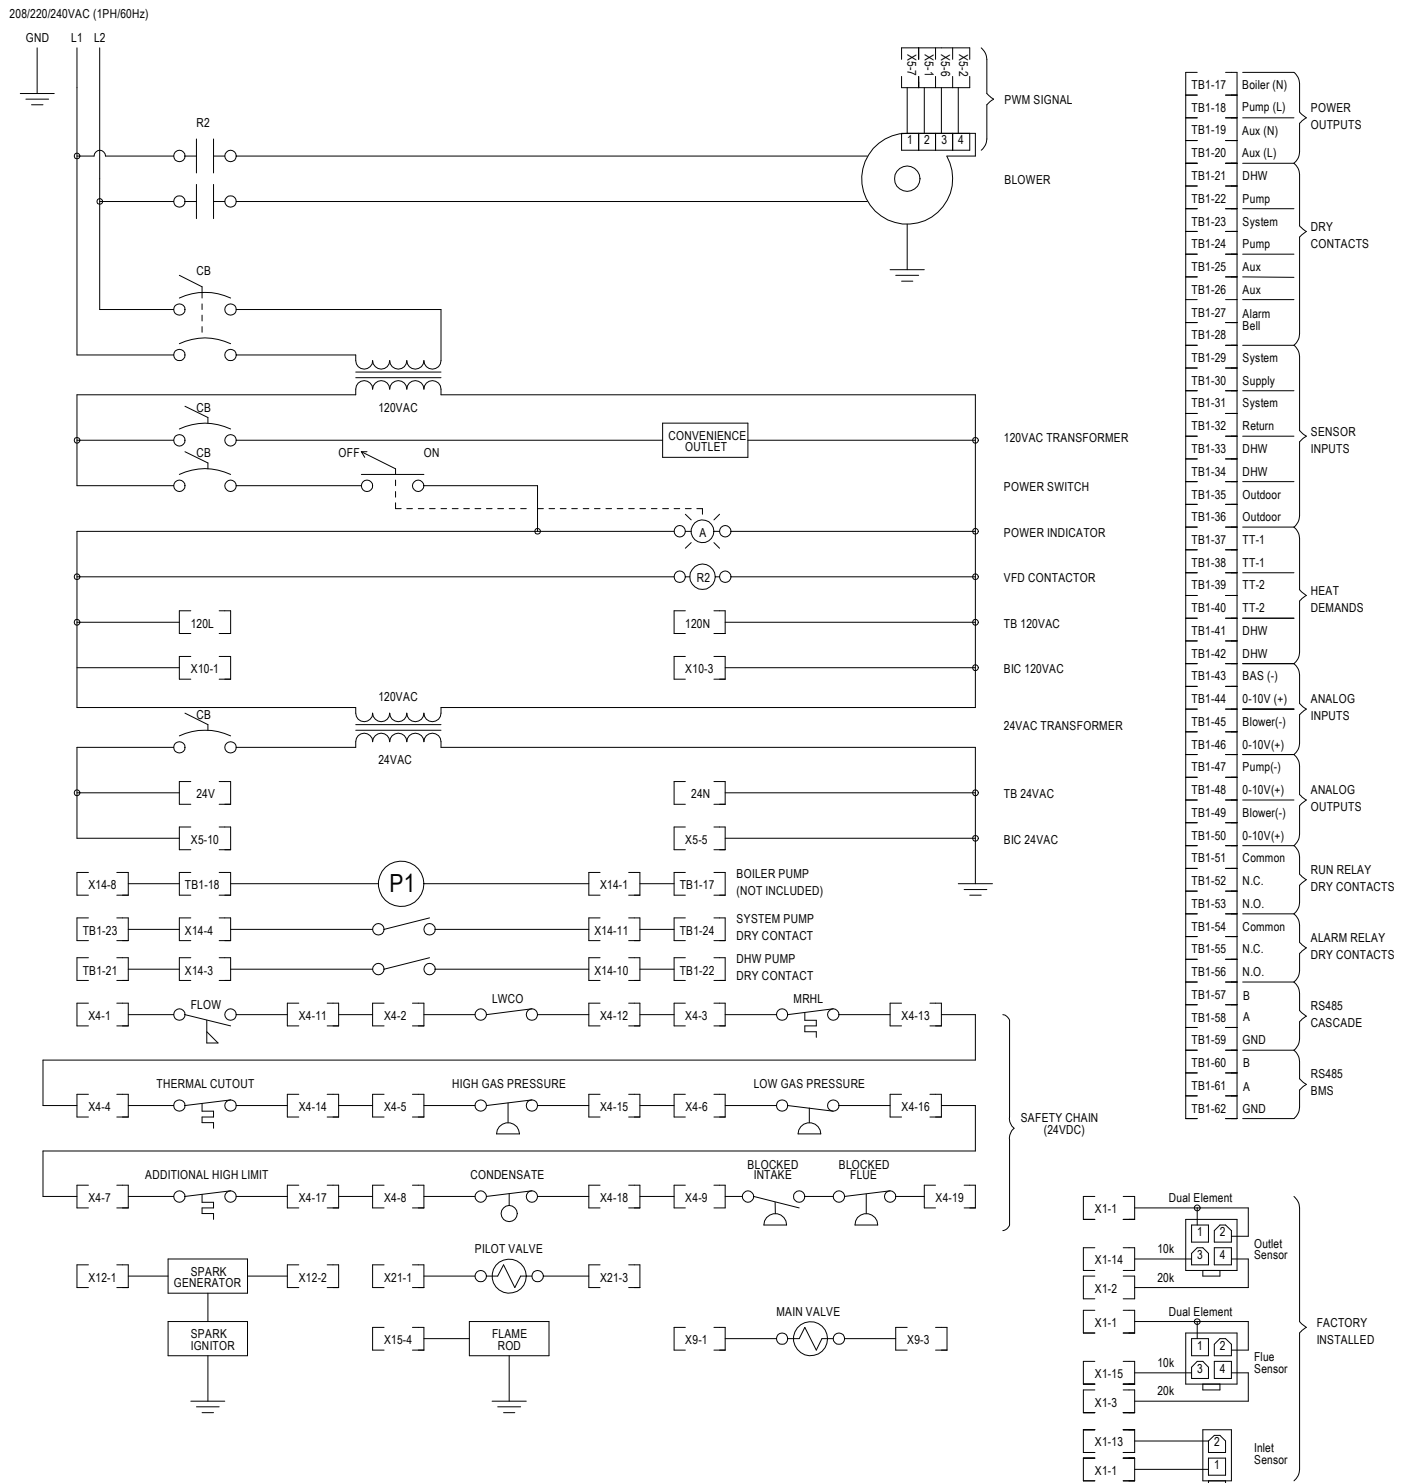 208/220/240VAC (1PH/60Hz)
GND L1 L2
R2
X5-7 X5-1 X5-6 X5-2
PWM SIGNAL
1 2 3 4
BLOWER
CB
120VAC
CB
CONVENIENCE
OUTLET
120VAC TRANSFORMER
CB
OFF ON
POWER SWITCH
A
POWER INDICATOR
R2
VFD CONTACTOR
120L 120N TB 120VAC
X10-1 X10-3 BIC 120VAC
120VAC
24VAC TRANSFORMER
CB
24VAC
24V 24N TB 24VAC
X5-10 X5-5 BIC 24VAC
X14-8 TB1-18 P1 X14-1 TB1-17 BOILER PUMP
(NOT INCLUDED)
TB1-23 X14-4 X14-11 TB1-24 SYSTEM PUMP
DRY CONTACT
TB1-21 X14-3 X14-10 TB1-22 DHW PUMP
DRY CONTACT
FLOW LWCO MRHL
X4-1 X4-11 X4-2 X4-12 X4-3 X4-13
THERMAL CUTOUT HIGH GAS PRESSURE LOW GAS PRESSURE
X4-4 X4-14 X4-5 X4-15 X4-6 X4-16
SAFETY CHAIN
(24VDC)
ADDITIONAL HIGH LIMIT CONDENSATE BLOCKED
INTAKE BLOCKED
FLUE
X4-7 X4-17 X4-8 X4-18 X4-9 X4-19
PILOT VALVE
X12-1 SPARK
GENERATOR X12-2 X21-1 X21-3
MAIN VALVE
SPARK
IGNITOR X15-4 FLAME
ROD X9-1 X9-3
TB1-17 Boiler (N)
TB1-18 Pump (L)
TB1-19 Aux (N)
TB1-20 Aux (L)
POWER
OUTPUTS
TB1-21 DHW
TB1-22 Pump
TB1-23 System
TB1-24 Pump
TB1-25 Aux
TB1-26 Aux
TB1-27 Alarm
Bell
TB1-28
DRY
CONTACTS
TB1-29 System
TB1-30 Supply
TB1-31 System
TB1-32 Return
TB1-33 DHW
TB1-34 DHW
TB1-35 Outdoor
TB1-36 Outdoor
SENSOR
INPUTS
TB1-37 TT-1
TB1-38 TT-1
TB1-39 TT-2
TB1-40 TT-2
TB1-41 DHW
TB1-42 DHW
HEAT
DEMANDS
TB1-43 BAS (-)
TB1-44 0-10V (+)
TB1-45 Blower(-)
TB1-46 0-10V(+)
ANALOG
INPUTS
TB1-47 Pump(-)
TB1-48 0-10V(+)
TB1-49 Blower(-)
TB1-50 0-10V(+)
ANALOG
OUTPUTS
TB1-51 Common
TB1-52 N.C.
TB1-53 N.O.
RUN RELAY
DRY CONTACTS
TB1-54 Common
TB1-55 N.C.
TB1-56 N.O.
ALARM RELAY
DRY CONTACTS
TB1-57 B
TB1-58 A
TB1-59 GND
RS485
CASCADE
TB1-60 B
TB1-61 A
TB1-62 GND
RS485
BMS
X1-1 Dual Element
1 2
X1-14 10k 3 4
X1-2 20k
Outlet
Sensor
X1-1 Dual Element
1 2
X1-15 10k 3 4
X1-3 20k
Flue
Sensor
FACTORY
INSTALLED
X1-13 2
X1-1 1
Inlet
Sensor